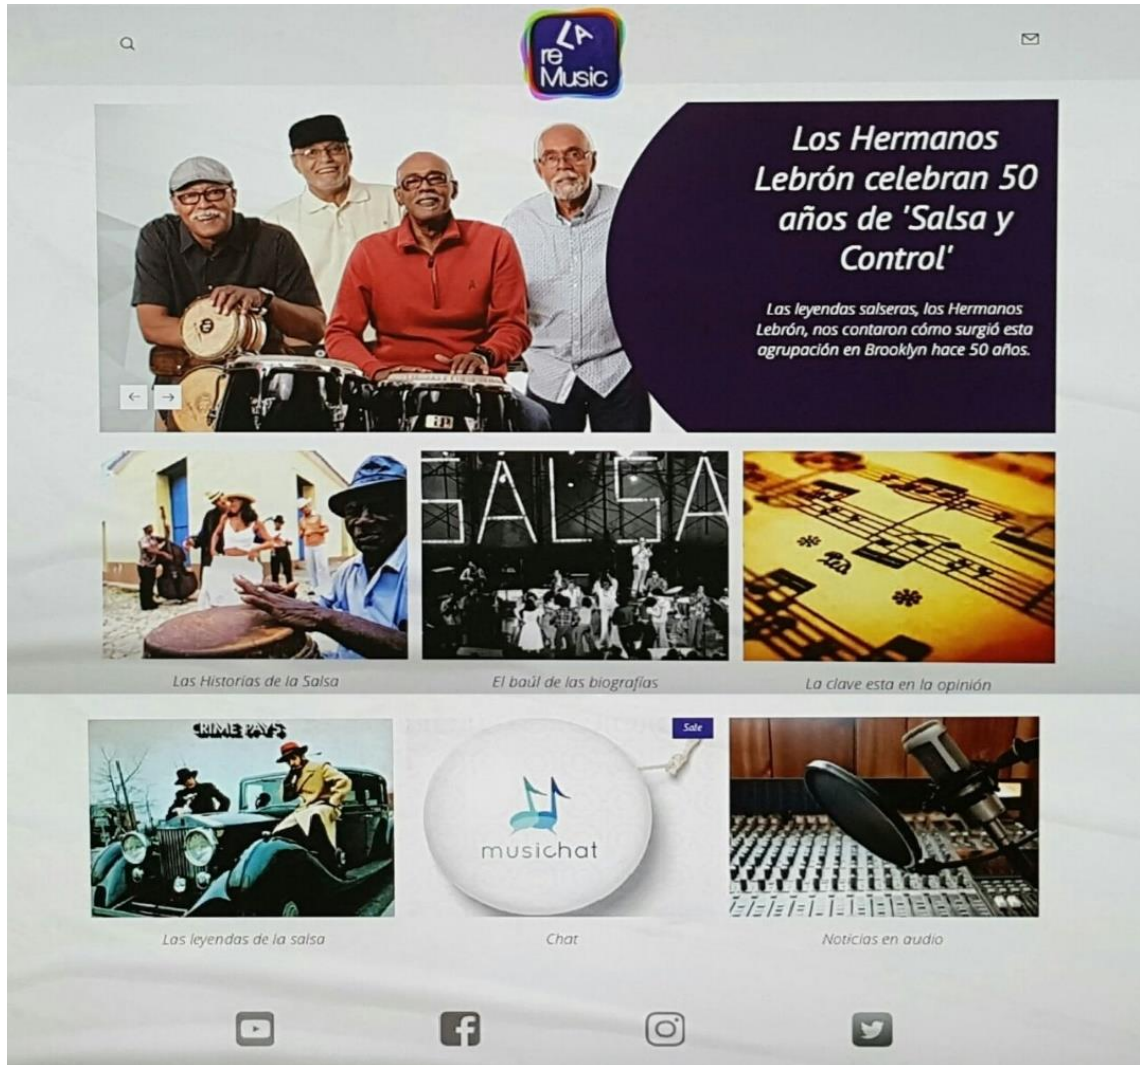 LA
re
Music
Los Hermanos
Lebrón celebran 50
años de 'Salsa y
Control'
Las leyendas salseras, los Hermanos
Lebrón, nos contaron cómo surgió esta
agrupación en Brooklyn hace 50 años.
SALSA
Las Historias de la Salsa
El baúl de las biografías
La clave esta en la opinión
CRIME PAYS
Sale
musichat
Las leyendas de la salsa
Chat
Noticias en audio